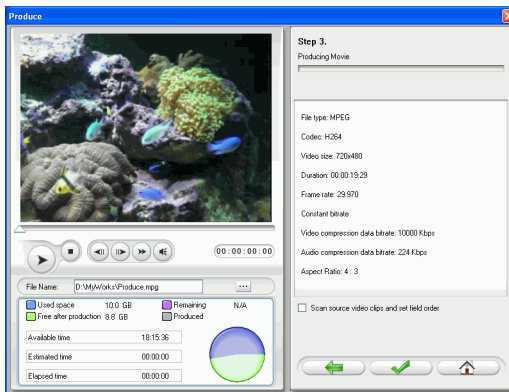 Produce
Step 3.
Producing Movie
File type: MPEG
Codec: H264
Video size: 720x480
Duration: 00:00:19:29
Frame rate: 29.970
Constant bitrate
Video compression data bitrate: 10000 Kbps
Audio compression data bitrate: 224 Kbps
Aspect Ratio: 4 : 3
Scan source video clips and set field order
00:00:00:00
File Name: D:\MyWorks\Produce.mpg ...
Used space 10.0 GB Remaining N/A
Free after production 8.8 GB Produced
Available time 18:15:36
Estimated time 00:00:00
Elapsed time 00:00:00